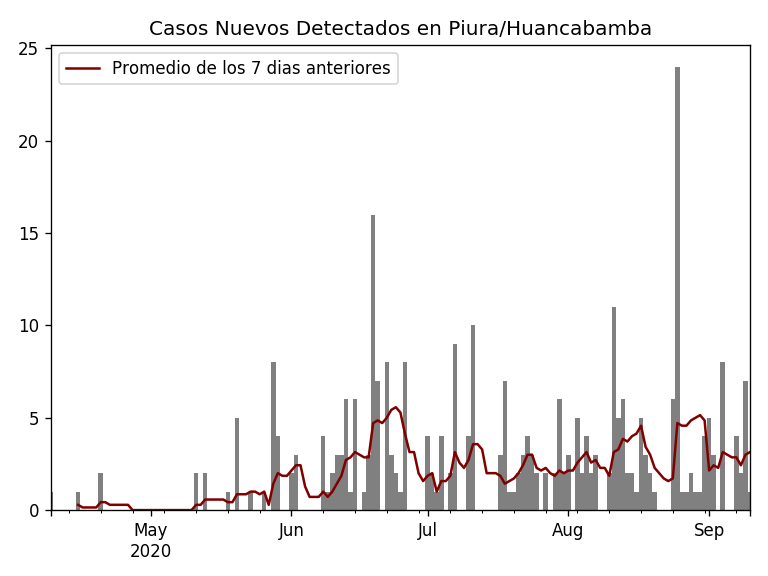 Casos Nuevos Detectados en Piura/Huancabamba
Promedio de los 7 dias anteriores
25
20
15
10
5
0
May Jun Jul Aug Sep
2020